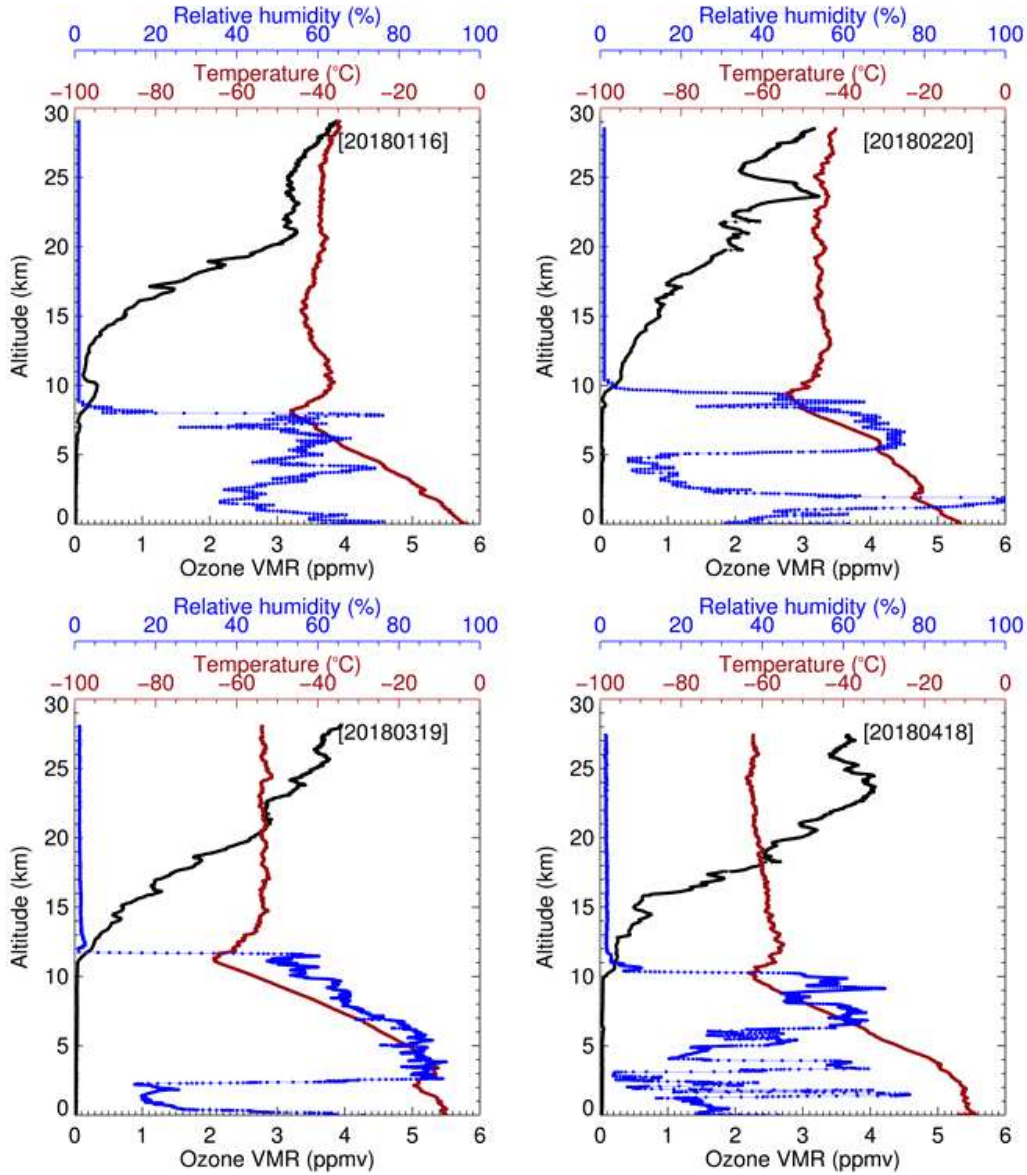 Relative humidity (%)
0 20 40 60 80 100
Temperature (°C)
−100 −80 −60 −40 −20 0
[20180116]
Altitude (km)
30
25
20
15
10
5
0
0 1 2 3 4 5 6
Ozone VMR (ppmv)
Relative humidity (%)
0 20 40 60 80 100
Temperature (°C)
−100 −80 −60 −40 −20 0
[20180220]
Altitude (km)
30
25
20
15
10
5
0
0 1 2 3 4 5 6
Ozone VMR (ppmv)
Relative humidity (%)
0 20 40 60 80 100
Temperature (°C)
−100 −80 −60 −40 −20 0
[20180319]
Altitude (km)
30
25
20
15
10
5
0
0 1 2 3 4 5 6
Ozone VMR (ppmv)
Relative humidity (%)
0 20 40 60 80 100
Temperature (°C)
−100 −80 −60 −40 −20 0
[20180418]
Altitude (km)
30
25
20
15
10
5
0
0 1 2 3 4 5 6
Ozone VMR (ppmv)